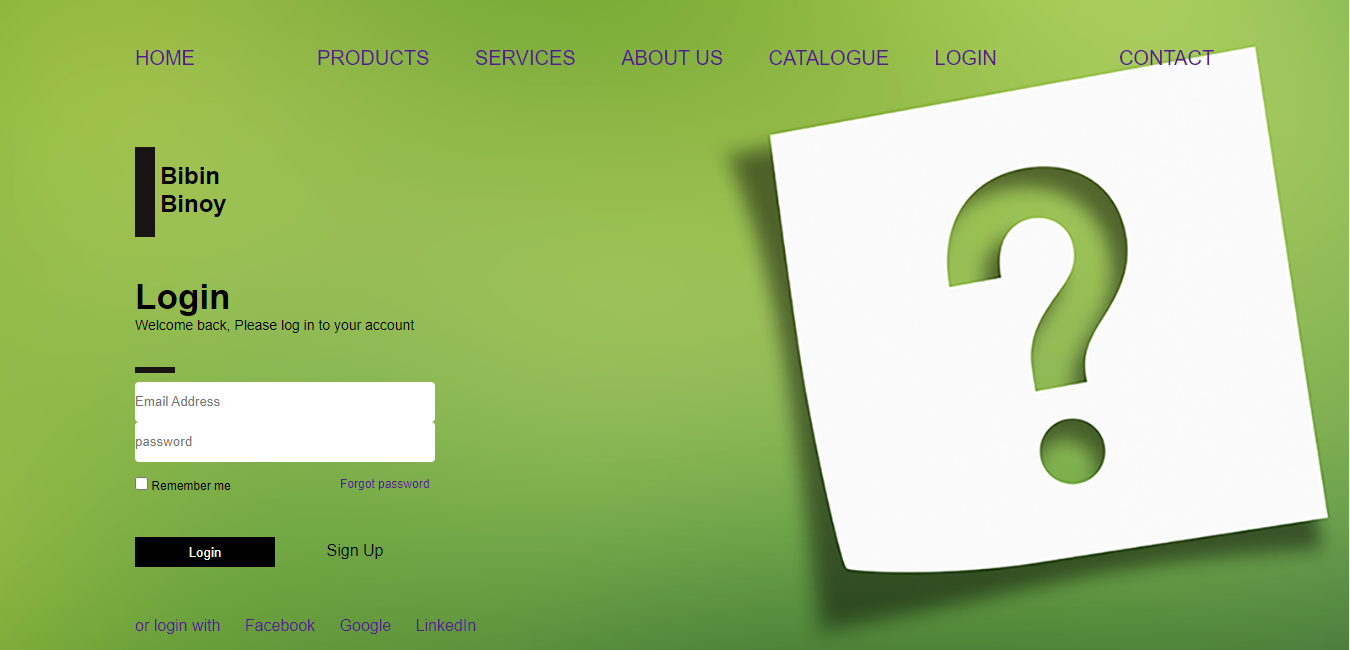 HOME PRODUCTS SERVICES ABOUT US CATALOGUE LOGIN CONTACT
Bibin
Binoy
Login
Welcome back, Please log in to your account
Email Address
password
Remember me Forgot password
Login Sign Up
or login with Facebook Google LinkedIn
?